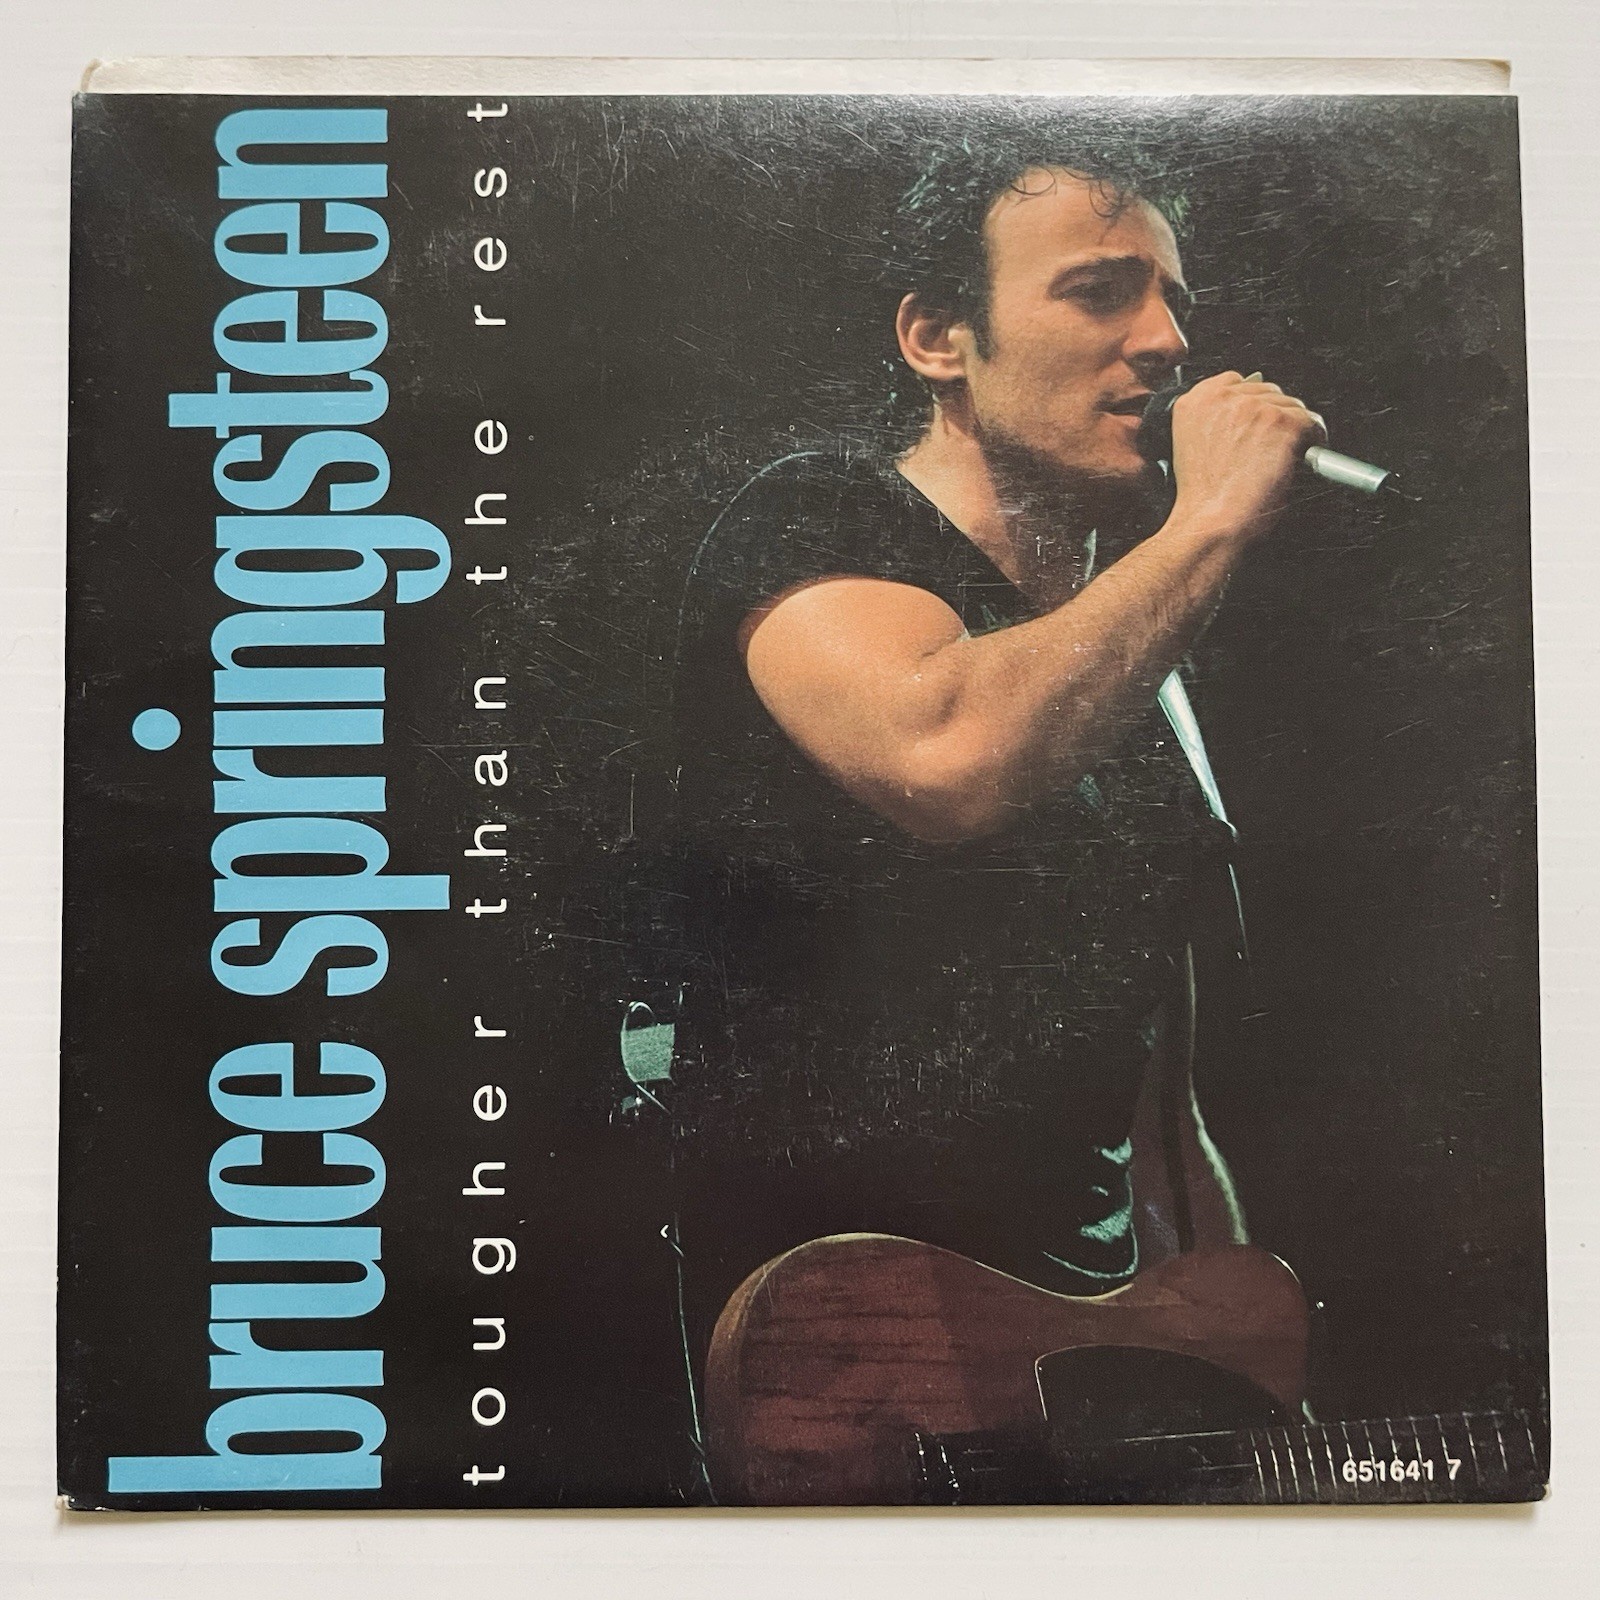 bruce springsteen
tougher than the rest
651641 7